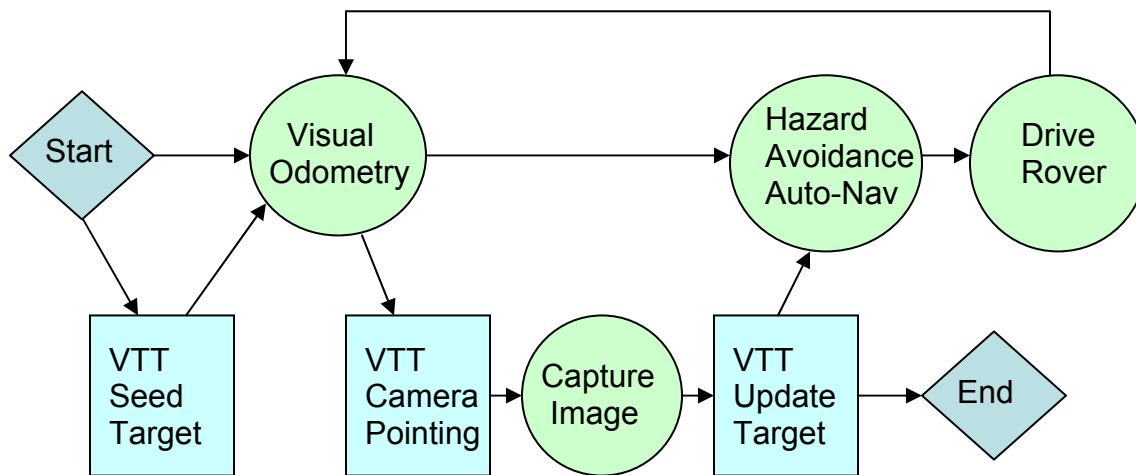 Start
Visual
Odometry
Hazard
Avoidance
Auto-Nav
Drive
Rover
VTT
Seed
Target
VTT
Camera
Pointing
Capture
Image
VTT
Update
Target
End